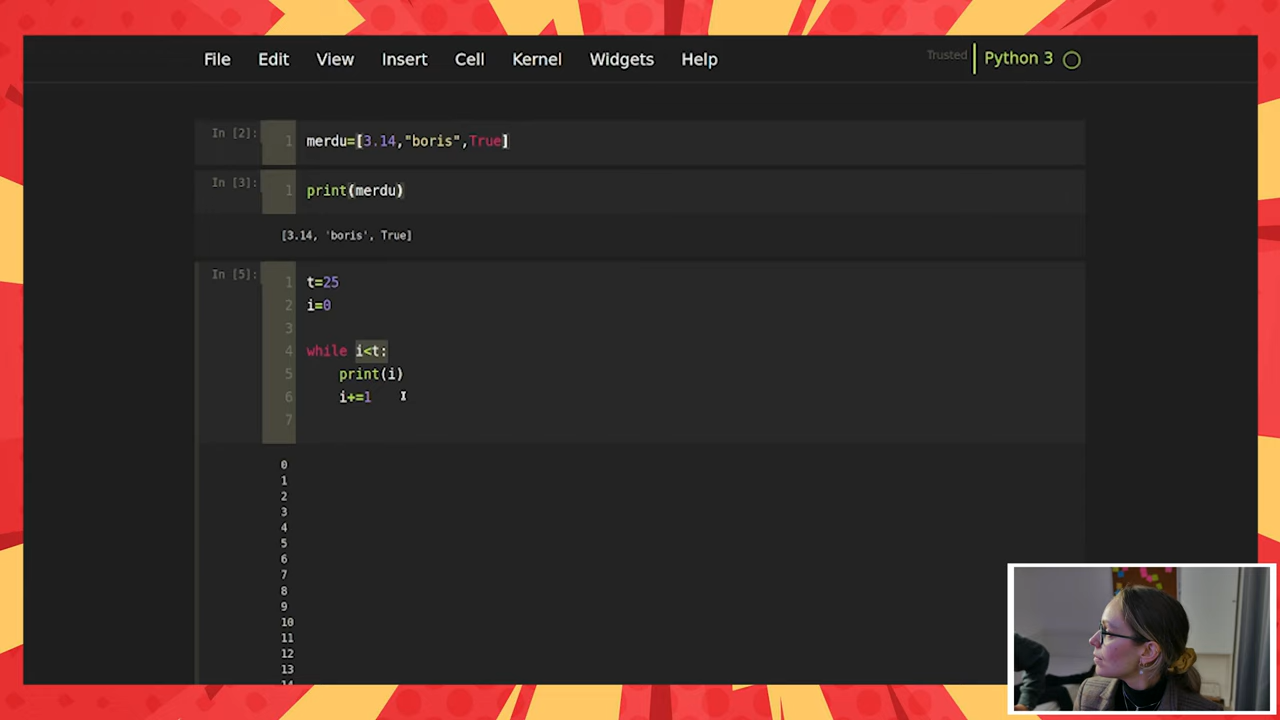 File Edit View Insert Cell Kernel Widgets Help Trusted Python 3
In [2]: 1 merdu=[3.14,"boris",True]
In [3]: 1 print(merdu)
[3.14, 'boris', True]
In [5]: 1 t=25
2 i=0
3
4 while i<t:
5 print(i)
6 i+=1
7
0
1
2
3
4
5
6
7
8
9
10
11
12
13
14